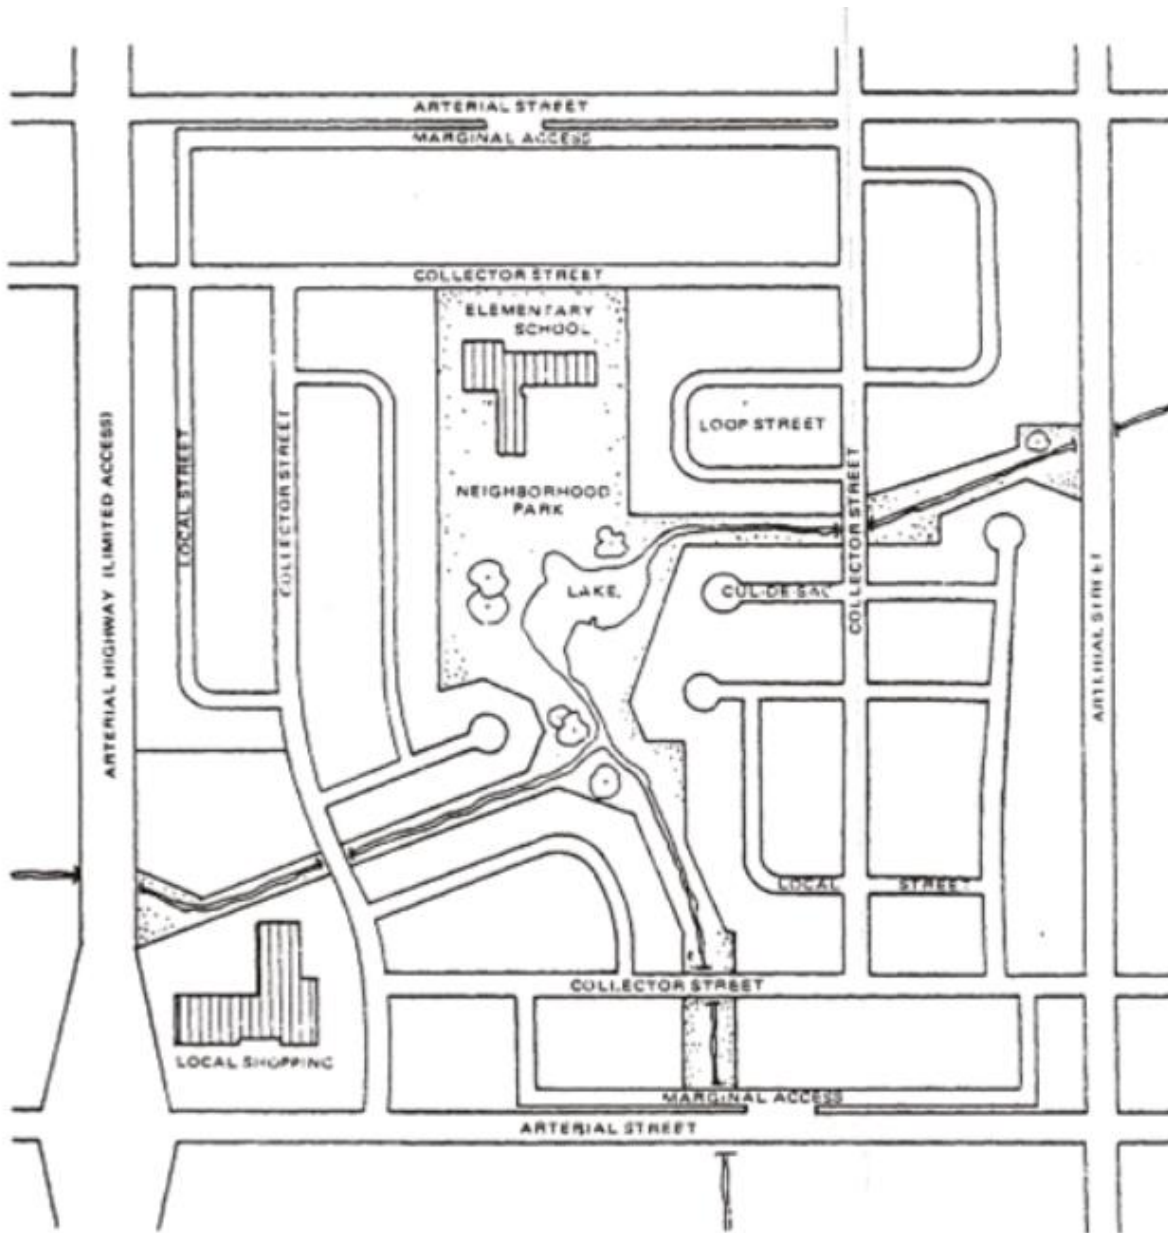 ARTERIAL STREET
MARGINAL ACCESS
COLLECTOR STREET
ELEMENTARY
SCHOOL
LOOP STREET
ARTERIAL HIGHWAY (LIMITED ACCESS)
LOCAL STREET
COLLECTOR STREET
NEIGHBORHOOD
PARK
COLLECTOR STREET
LAKE
CUL-DE-SAC
ARTERIAL STREET
LOCAL STREET
COLLECTOR STREET
LOCAL SHOPPING
MARGINAL ACCESS
ARTERIAL STREET